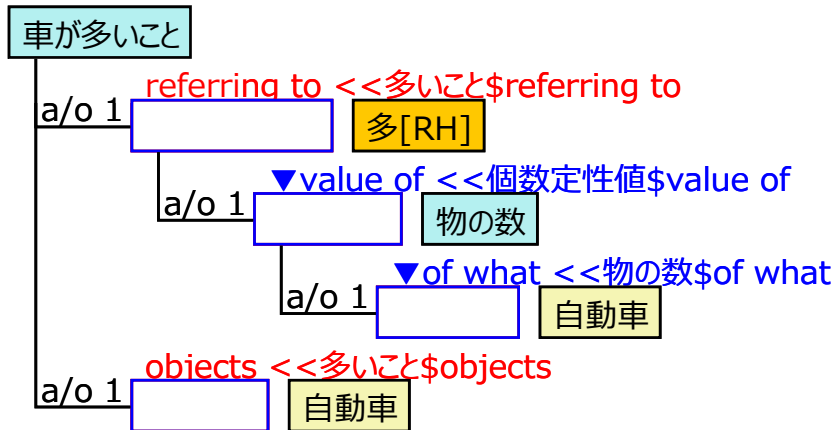 車が多いこと
referring to <<多いこと$referring to
a/o 1
多[RH]
▼value of <<個数定性値$value of
a/o 1
物の数
▼of what <<物の数$of what
a/o 1
自動車
objects <<多いこと$objects
a/o 1
自動車